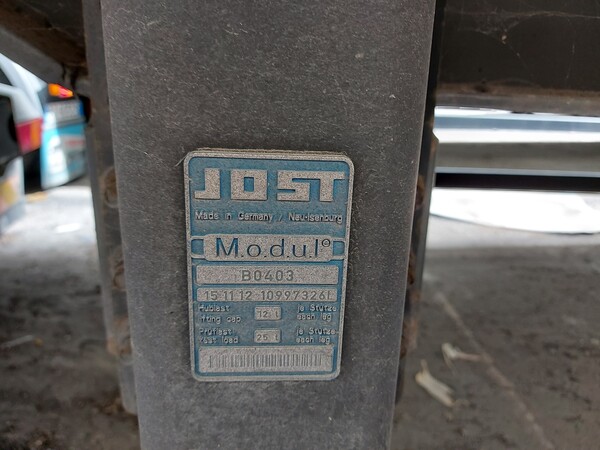 JOST
Made in Germany / Neu-Isenburg
M.o.d.u.l ®
B0403
15 11 12 10997326
Hublast je Stütze
lifting cap 12 t each leg
Prüflast je Stütze
test load 25 t each leg